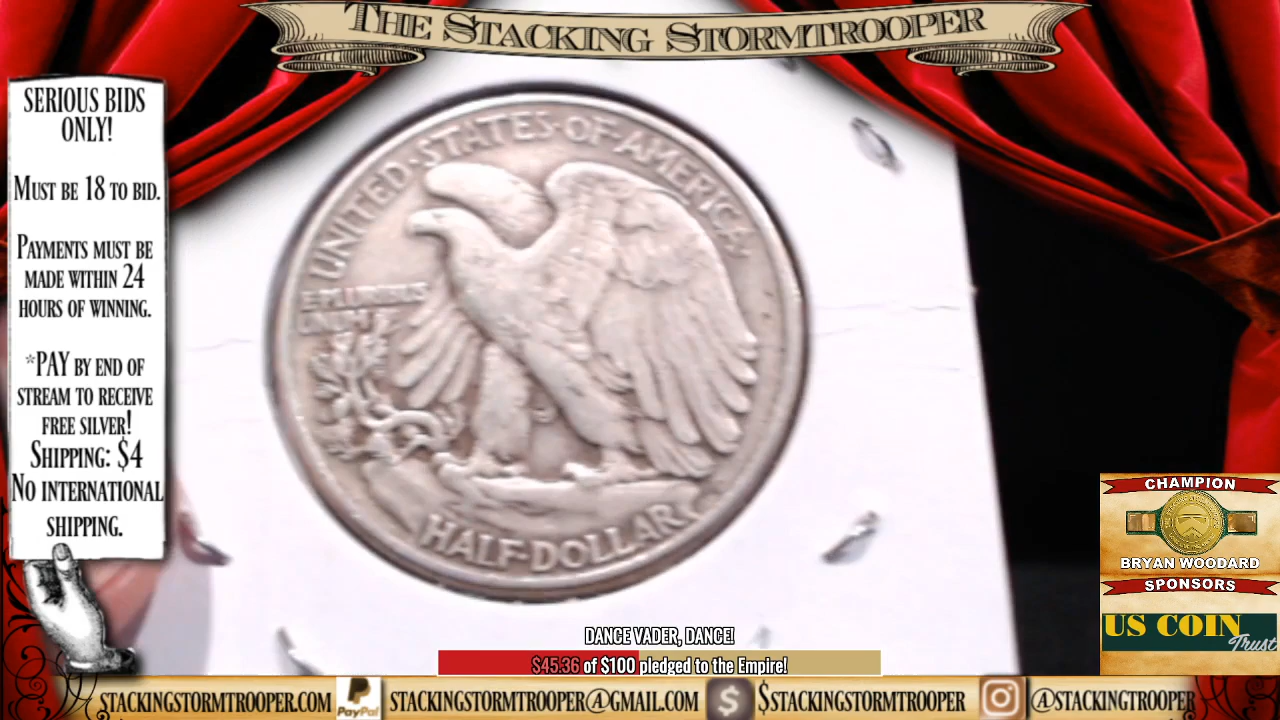 THE STACKING STORMTROOPER
SERIOUS BIDS
ONLY!
MUST BE 18 TO BID.
PAYMENTS MUST BE
MADE WITHIN 24
HOURS OF WINNING.
*PAY BY END OF
STREAM TO RECEIVE
FREE SILVER!
SHIPPING: $4
NO INTERNATIONAL
SHIPPING.
UNITED·STATES·OF·AMERICA
E·PLURIBUS
UNUM
HALF·DOLLAR
CHAMPION
BRYAN WOODARD
SPONSORS
US COIN
Trust
DANCE VADER, DANCE!
$45.36 of $100 pledged to the Empire!
STACKINGSTORMTROOPER.COM
PayPal
STACKINGSTORMTROOPER@GMAIL.COM
$
$STACKINGSTORMTROOPER
@STACKINGTROOPER